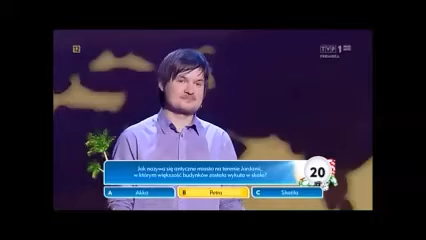 12
TVP1
Jak nazywa się antyczne miasto na terenie Jordanii,
w którym większość budynków została wykuta w skale?
20
A Akka
B Petra
C